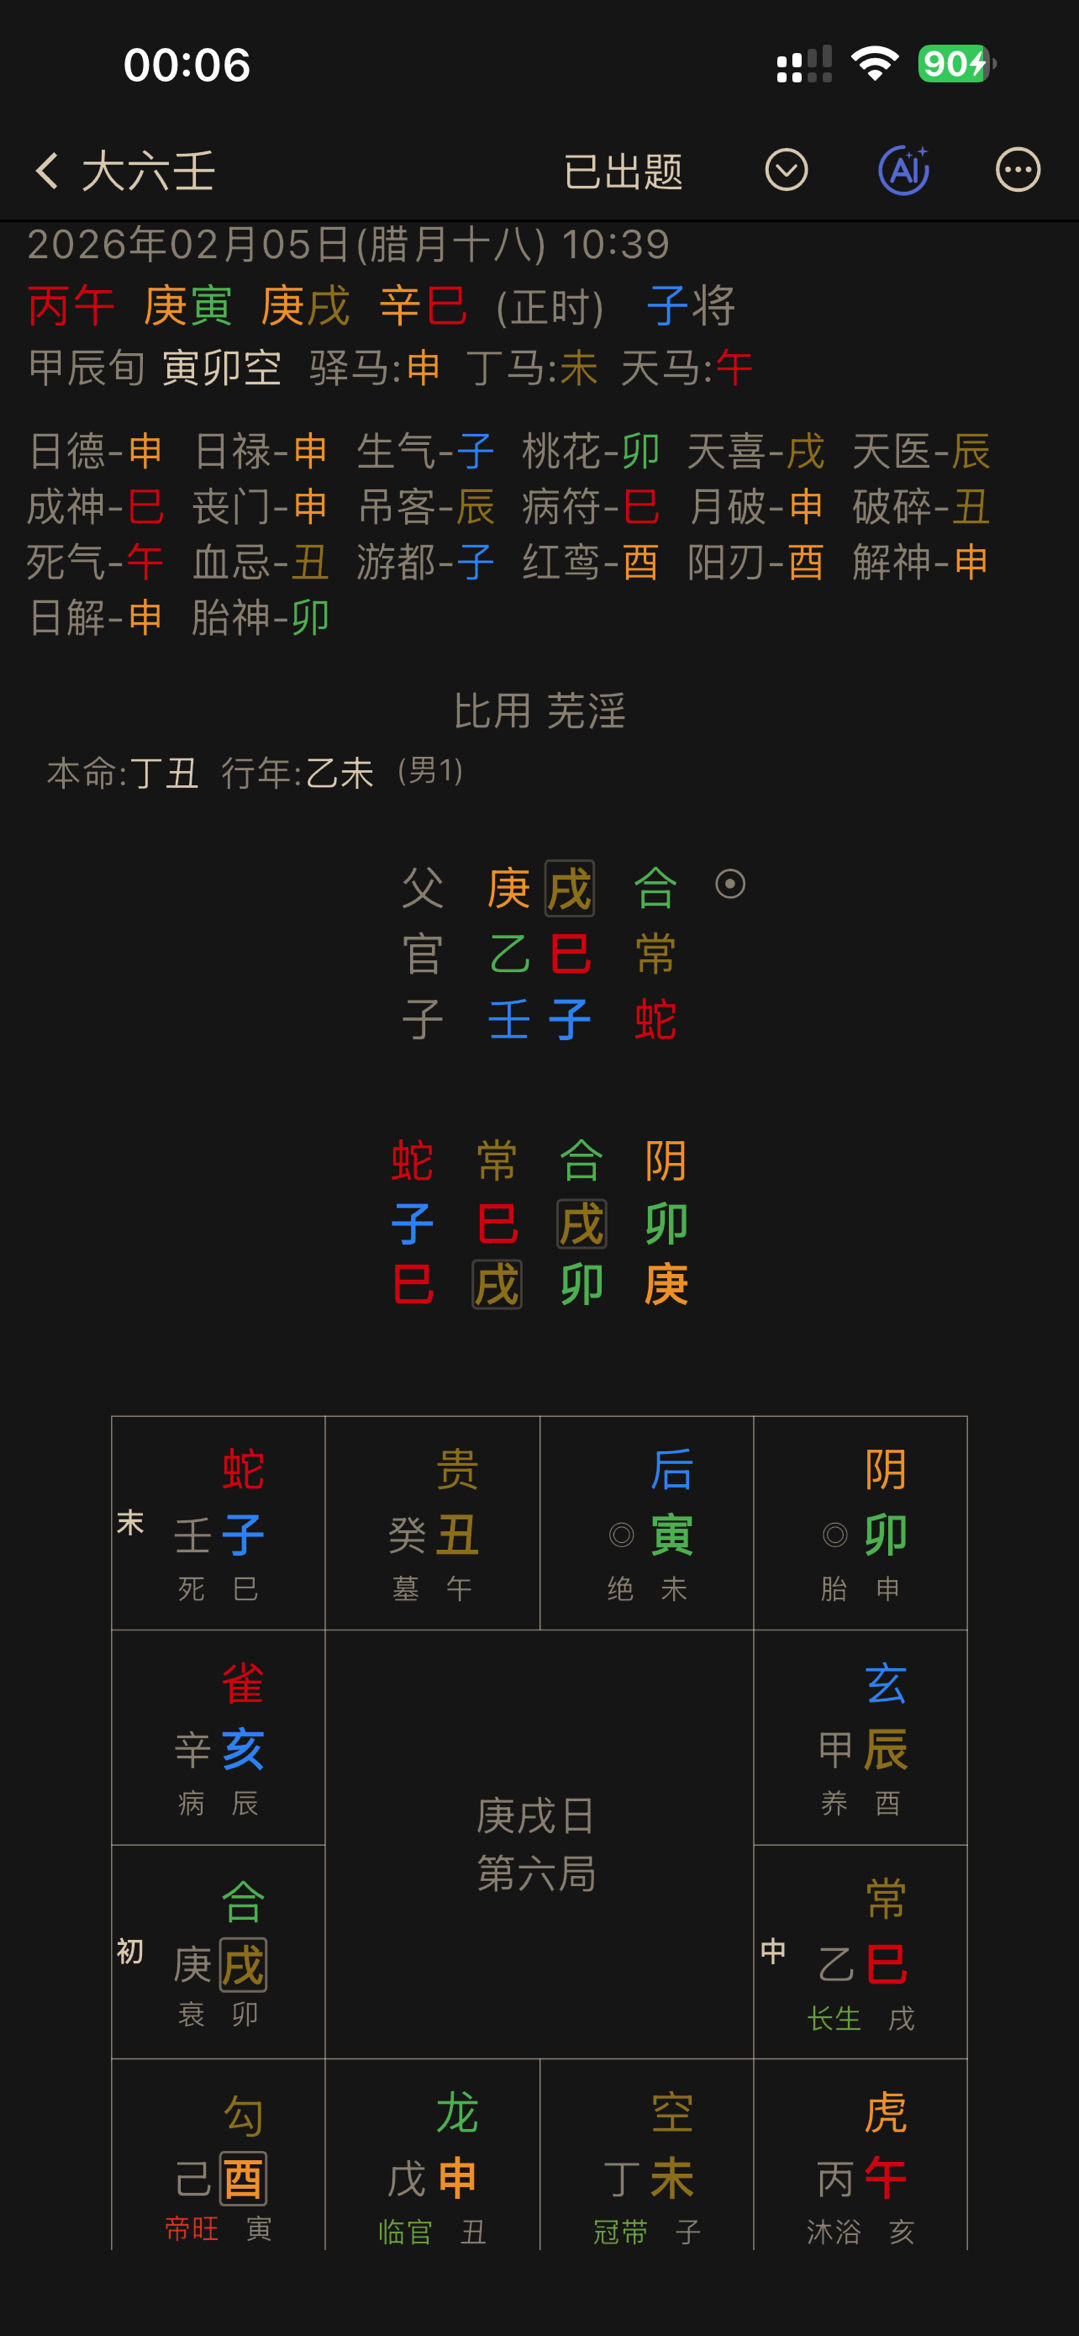 00:06 90
大六壬 已出题 AI
2026年02月05日(腊月十八) 10:39
丙午 庚寅 庚戌 辛巳 (正时) 子将
甲辰旬 寅卯空 驿马:申 丁马:未 天马:午
日德-申 日禄-申 生气-子 桃花-卯 天喜-戌 天医-辰
成神-巳 丧门-申 吊客-辰 病符-巳 月破-申 破碎-丑
死气-午 血忌-丑 游都-子 红鸾-酉 阳刃-酉 解神-申
日解-申 胎神-卯
比用 芜淫
本命:丁丑 行年:乙未 (男1)
父 庚戌 合
官 乙巳 常
子 壬子 蛇
蛇 常 合 阴
子 巳 戌 卯
巳 戌 卯 庚
蛇 贵 后 阴
末 壬子 癸丑 寅 卯
死 巳 墓 午 绝 未 胎 申
雀 玄
辛亥 甲辰
病 辰 养 酉
庚戌日
第六局
合 常
初 庚戌 中 乙巳
衰 卯 长生 戌
勾 龙 空 虎
己酉 戊申 丁未 丙午
帝旺 寅 临官 丑 冠带 子 沐浴 亥